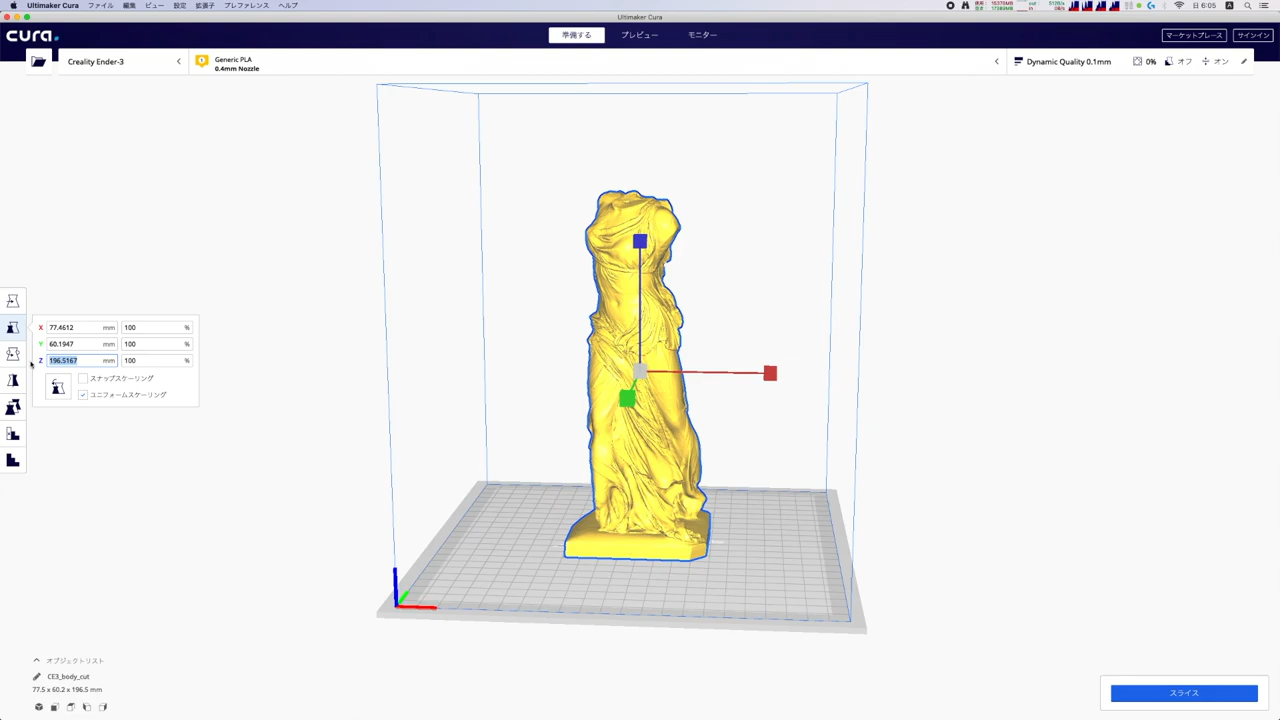 Ultimaker Cura ファイル 編集 ビュー 設定 拡張子 プレファレンス ヘルプ
日 6:05
Ultimaker Cura
cura.
準備する プレビュー モニター
マーケットプレース サインイン
Creality Ender-3
Generic PLA
0.4mm Nozzle
Dynamic Quality 0.1mm 0% オフ オン
X 77.4612 mm 100 %
Y 60.1947 mm 100 %
Z 196.5167 mm 100 %
スナップスケーリング
ユニフォームスケーリング
オブジェクトリスト
CE3_body_cut
77.5 x 60.2 x 196.5 mm
スライス